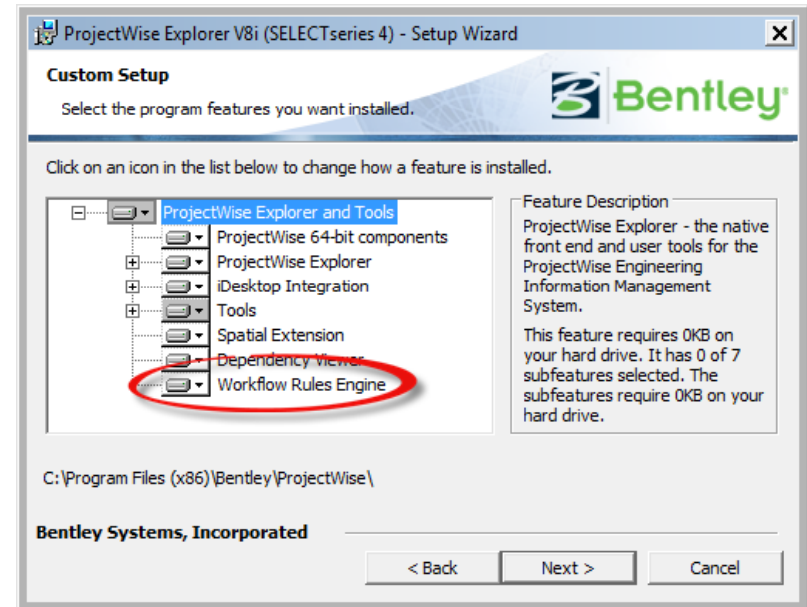 ProjectWise Explorer V8i (SELECTseries 4) - Setup Wizard
Custom Setup
Select the program features you want installed.
Bentley
Click on an icon in the list below to change how a feature is installed.
ProjectWise Explorer and Tools
ProjectWise 64-bit components
ProjectWise Explorer
iDesktop Integration
Tools
Spatial Extension
Dependency Viewer
Workflow Rules Engine
Feature Description
ProjectWise Explorer - the native
front end and user tools for the
ProjectWise Engineering
Information Management
System.
This feature requires 0KB on
your hard drive. It has 0 of 7
subfeatures selected. The
subfeatures require 0KB on your
hard drive.
C:\Program Files (x86)\Bentley\ProjectWise\
Bentley Systems, Incorporated
< Back
Next >
Cancel